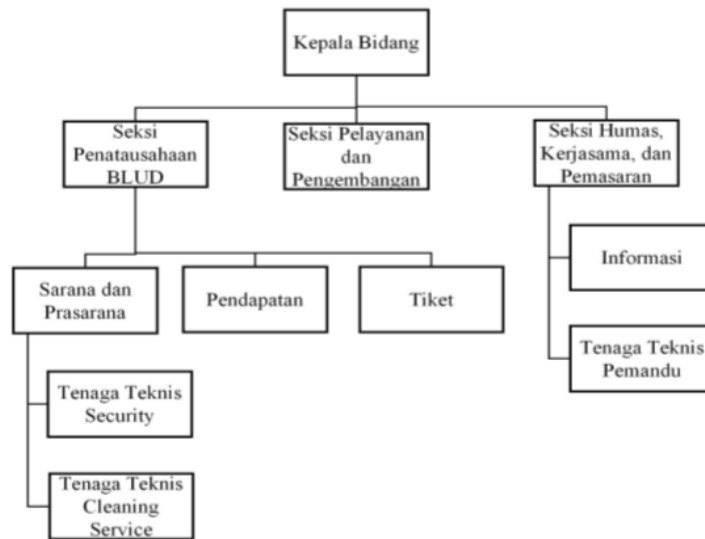 Kepala Bidang
Seksi
Penatausahaan
BLUD
Seksi Pelayanan
dan
Pengembangan
Seksi Humas,
Kerjasama, dan
Pemasaran
Sarana dan
Prasarana
Pendapatan
Tiket
Informasi
Tenaga Teknis
Pemandu
Tenaga Teknis
Security
Tenaga Teknis
Cleaning
Service